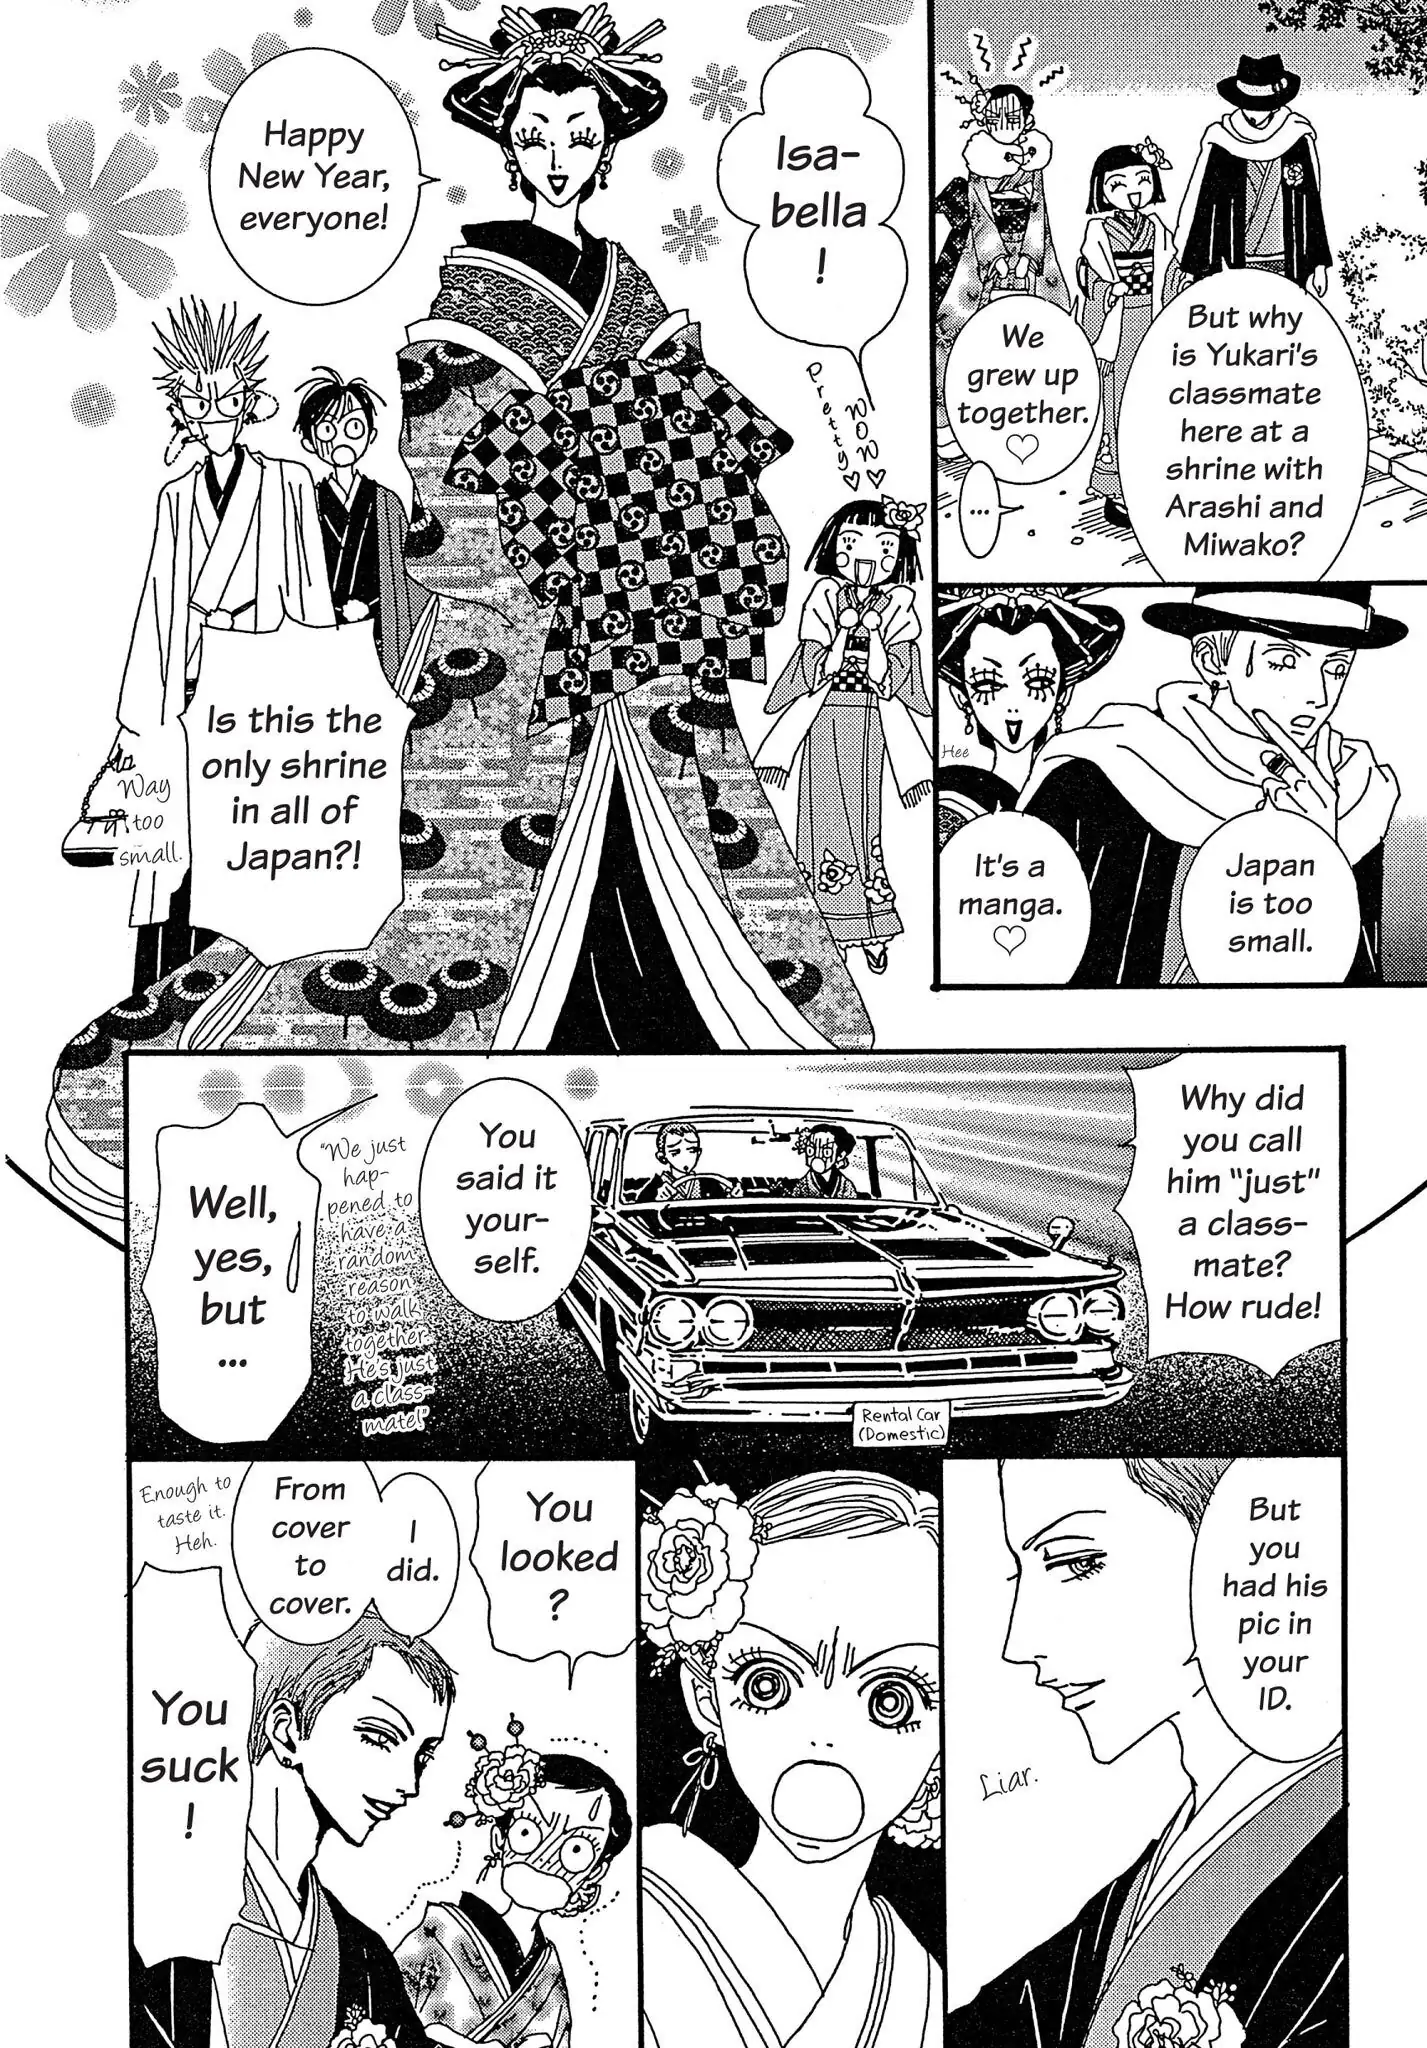 But why
is Yukari's
classmate
here at a
shrine with
Arashi and
Miwako?
We
grew up
together.
♡
...
Isa-
bella
!
Pretty♡
WOW♡
Happy
New Year,
everyone!
Is this the
only shrine
in all of
Japan?!
Way
too
small.
Japan
is too
small.
Hee
It's a
manga.
♡
Why did
you call
him “just”
a class-
mate?
How rude!
You
said it
your-
self.
“We just
hap-
pened to
have a
random
reason
to walk
together.
He's just
a class-
mate!”
Well,
yes,
but
...
Rental Car
(Domestic)
But
you
had his
pic in
your
ID.
Liar.
You
looked
?
I
did.
From
cover
to
cover.
Enough to
taste it.
Heh.
You
suck
!